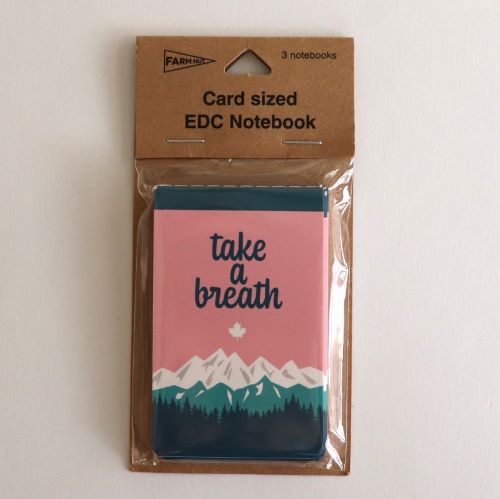 FARM HUT
3 notebooks
Card sized
EDC Notebook
take
a
breath